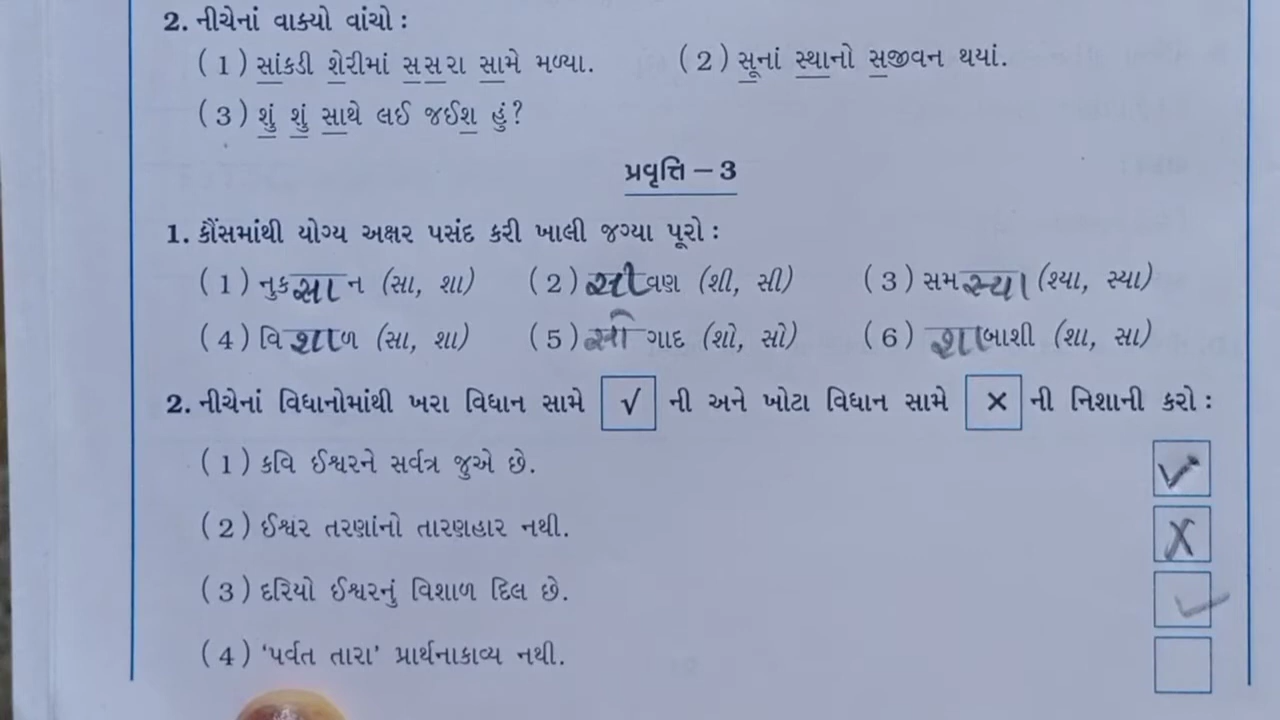 2. નીચેનાં વાક્યો વાંચો :
(1) સાંકડી શેરીમાં સસરા સામે મળ્યા. (2) સૂનાં સ્થાનો સજીવન થયાં.
(3) શું શું સાથે લઈ જઈશ હું?
પ્રવૃત્તિ – 3
1. કૌંસમાંથી યોગ્ય અક્ષર પસંદ કરી ખાલી જગ્યા પૂરો :
(1) નુકસાન (સા, શા) (2) સીવણ (શી, સી) (3) સમસ્યા (શ્યા, સ્યા)
(4) વિશાળ (સા, શા) (5) સોગાદ (શો, સો) (6) શાબાશી (શા, સા)
2. નીચેનાં વિધાનોમાંથી ખરા વિધાન સામે √ ની અને ખોટા વિધાન સામે × ની નિશાની કરો :
(1) કવિ ઈશ્વરને સર્વત્ર જુએ છે. ✓
(2) ઈશ્વર તરણાંનો તારણહાર નથી. X
(3) દરિયો ઈશ્વરનું વિશાળ દિલ છે. ✓
(4) ‘પર્વત તારા’ પ્રાર્થનાકાવ્ય નથી.